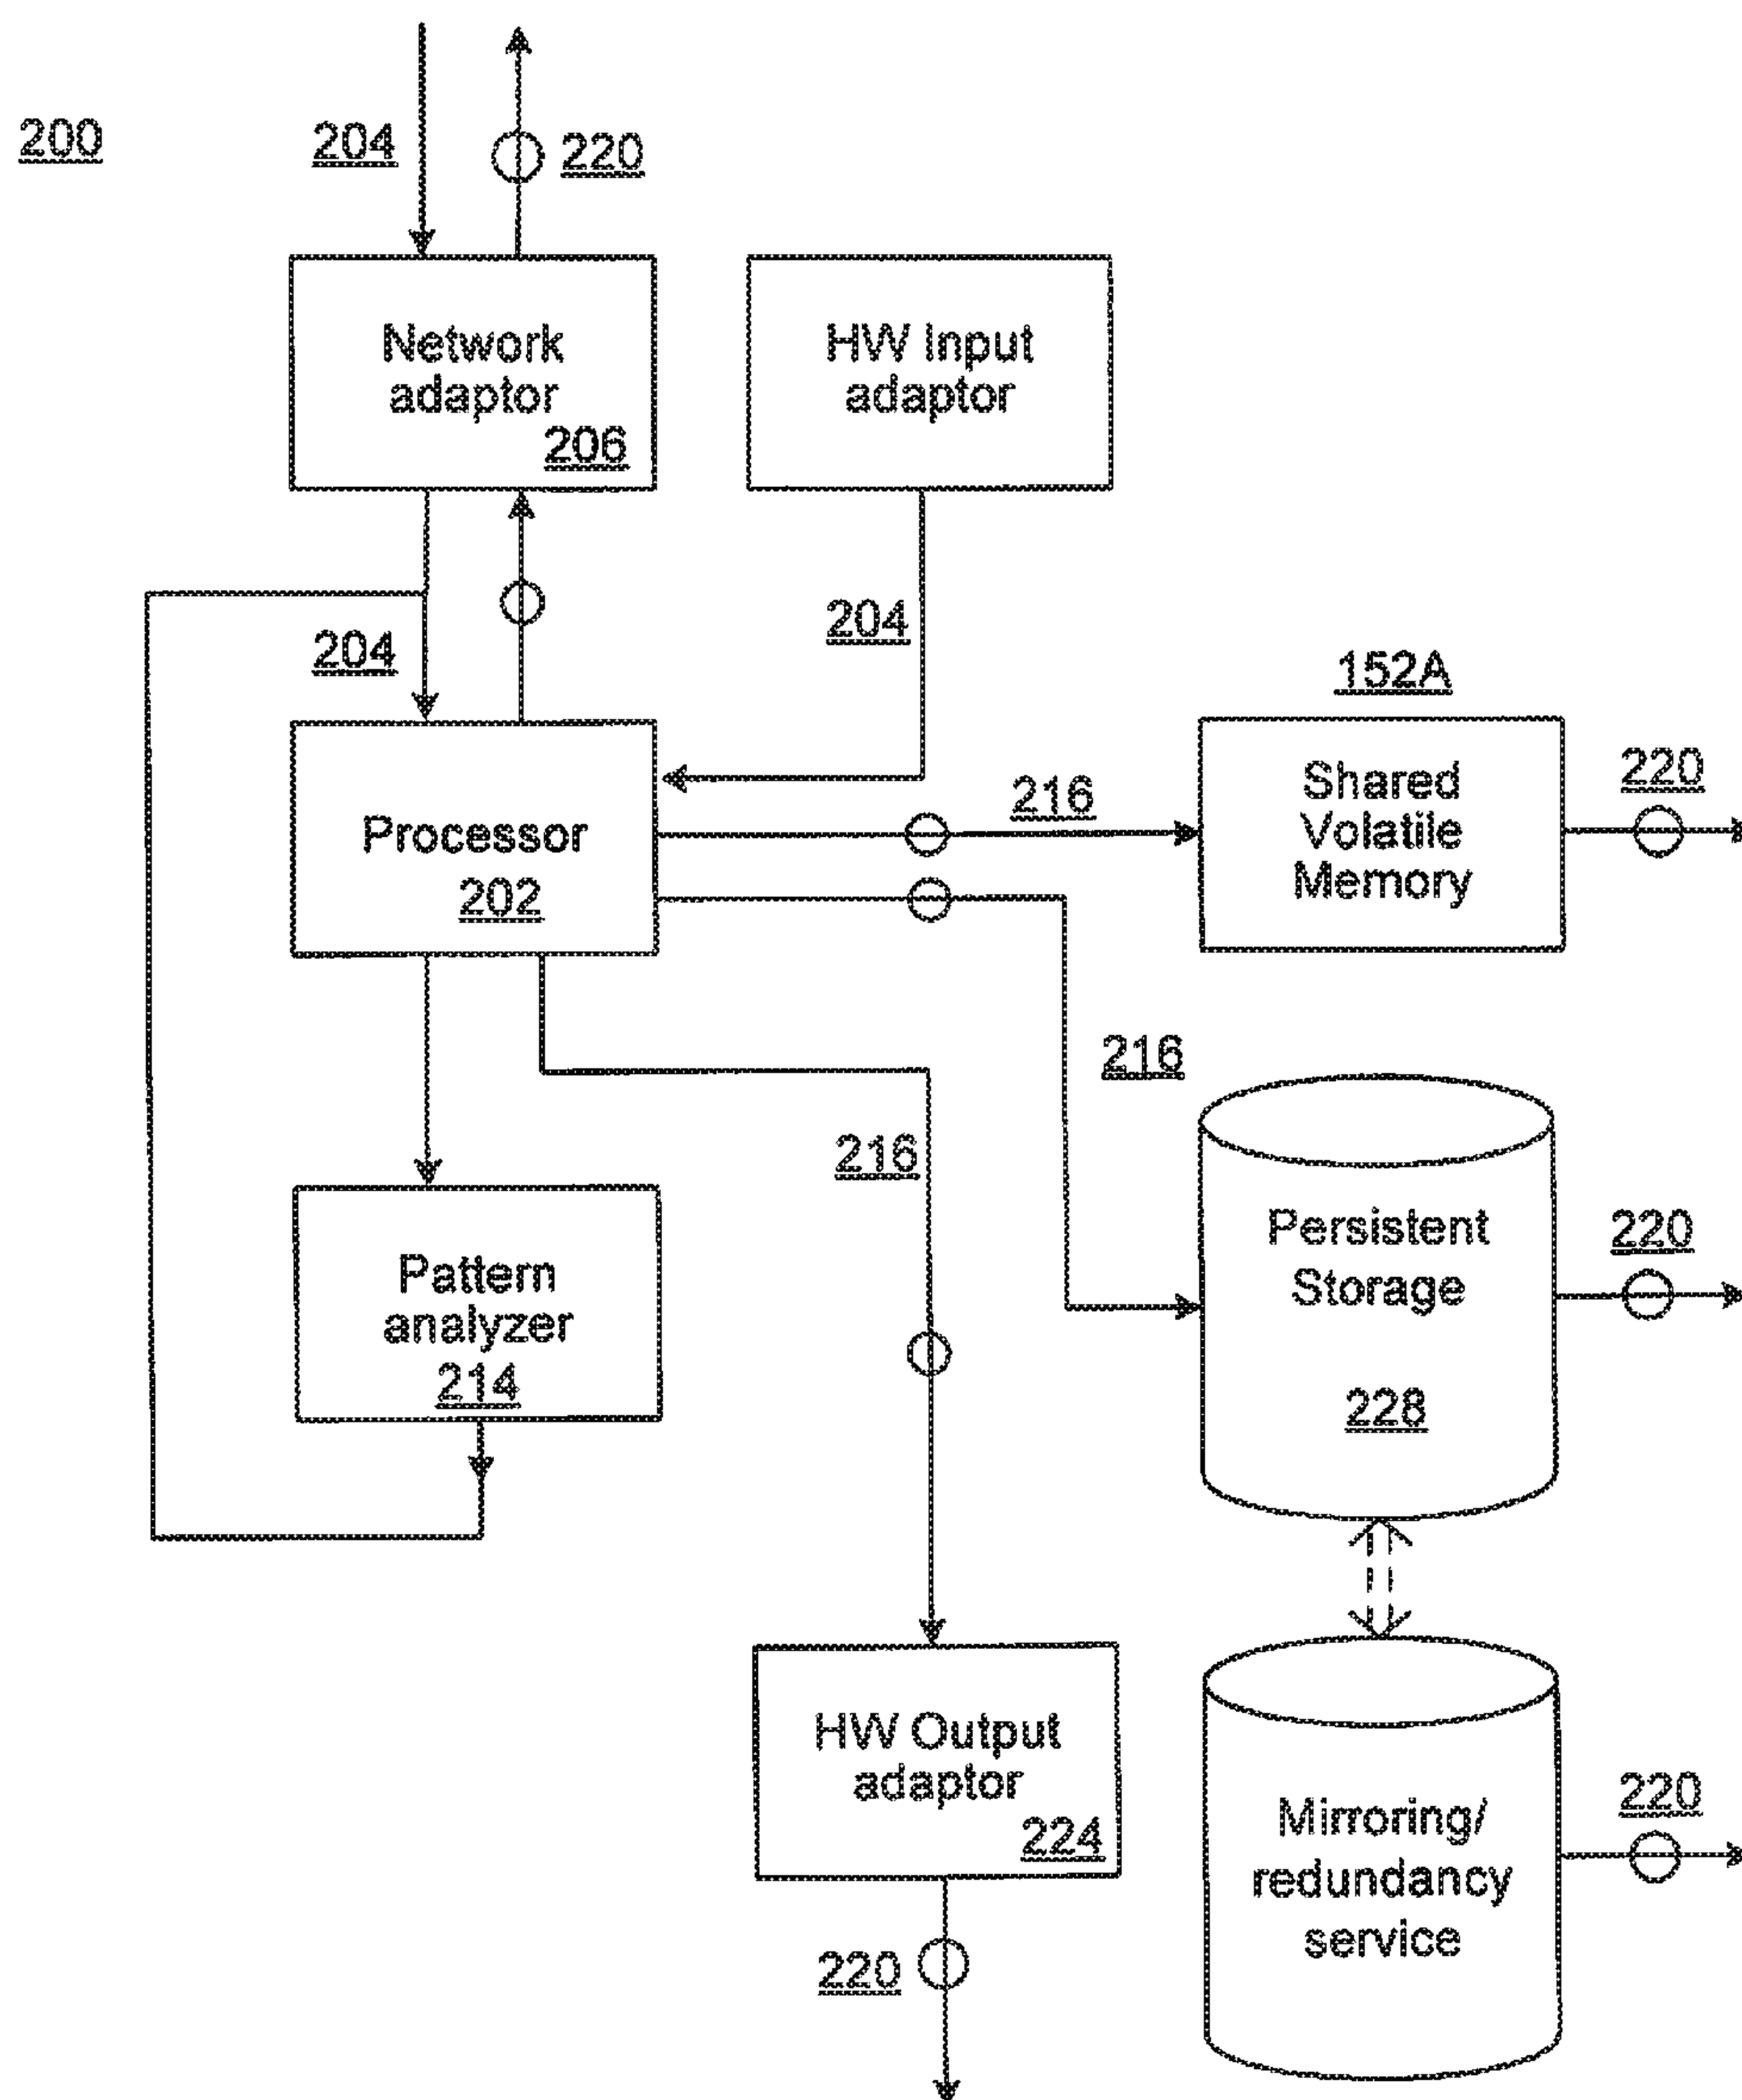 200
204
220
Network
adaptor
206
HW Input
adaptor
204
204
152A
Shared
Volatile
Memory
220
216
Processor
202
216
216
Persistent
Storage
228
220
Pattern
analyzer
214
HW Output
adaptor
224
220
Mirroring/
redundancy
service
220